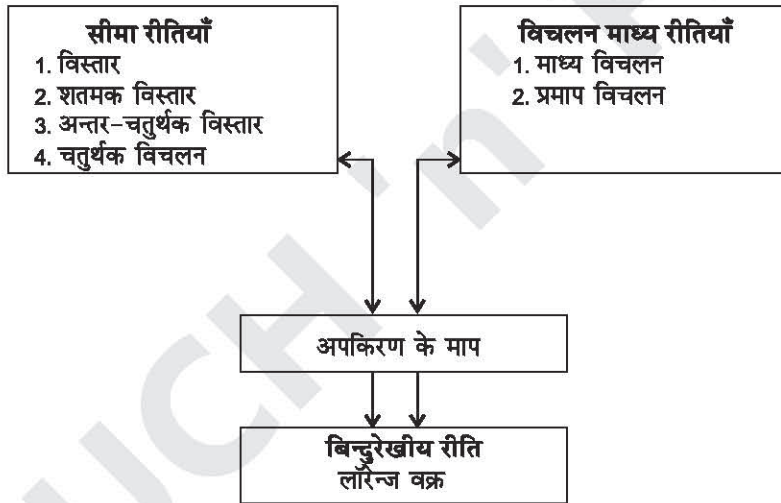 सीमा रीतियाँ
1. विस्तार
2. शतमक विस्तार
3. अन्तर-चतुर्थक विस्तार
4. चतुर्थक विचलन
विचलन माध्य रीतियाँ
1. माध्य विचलन
2. प्रमाप विचलन
अपकिरण के माप
बिन्दुरेखीय रीति
लॉरेन्ज वक्र